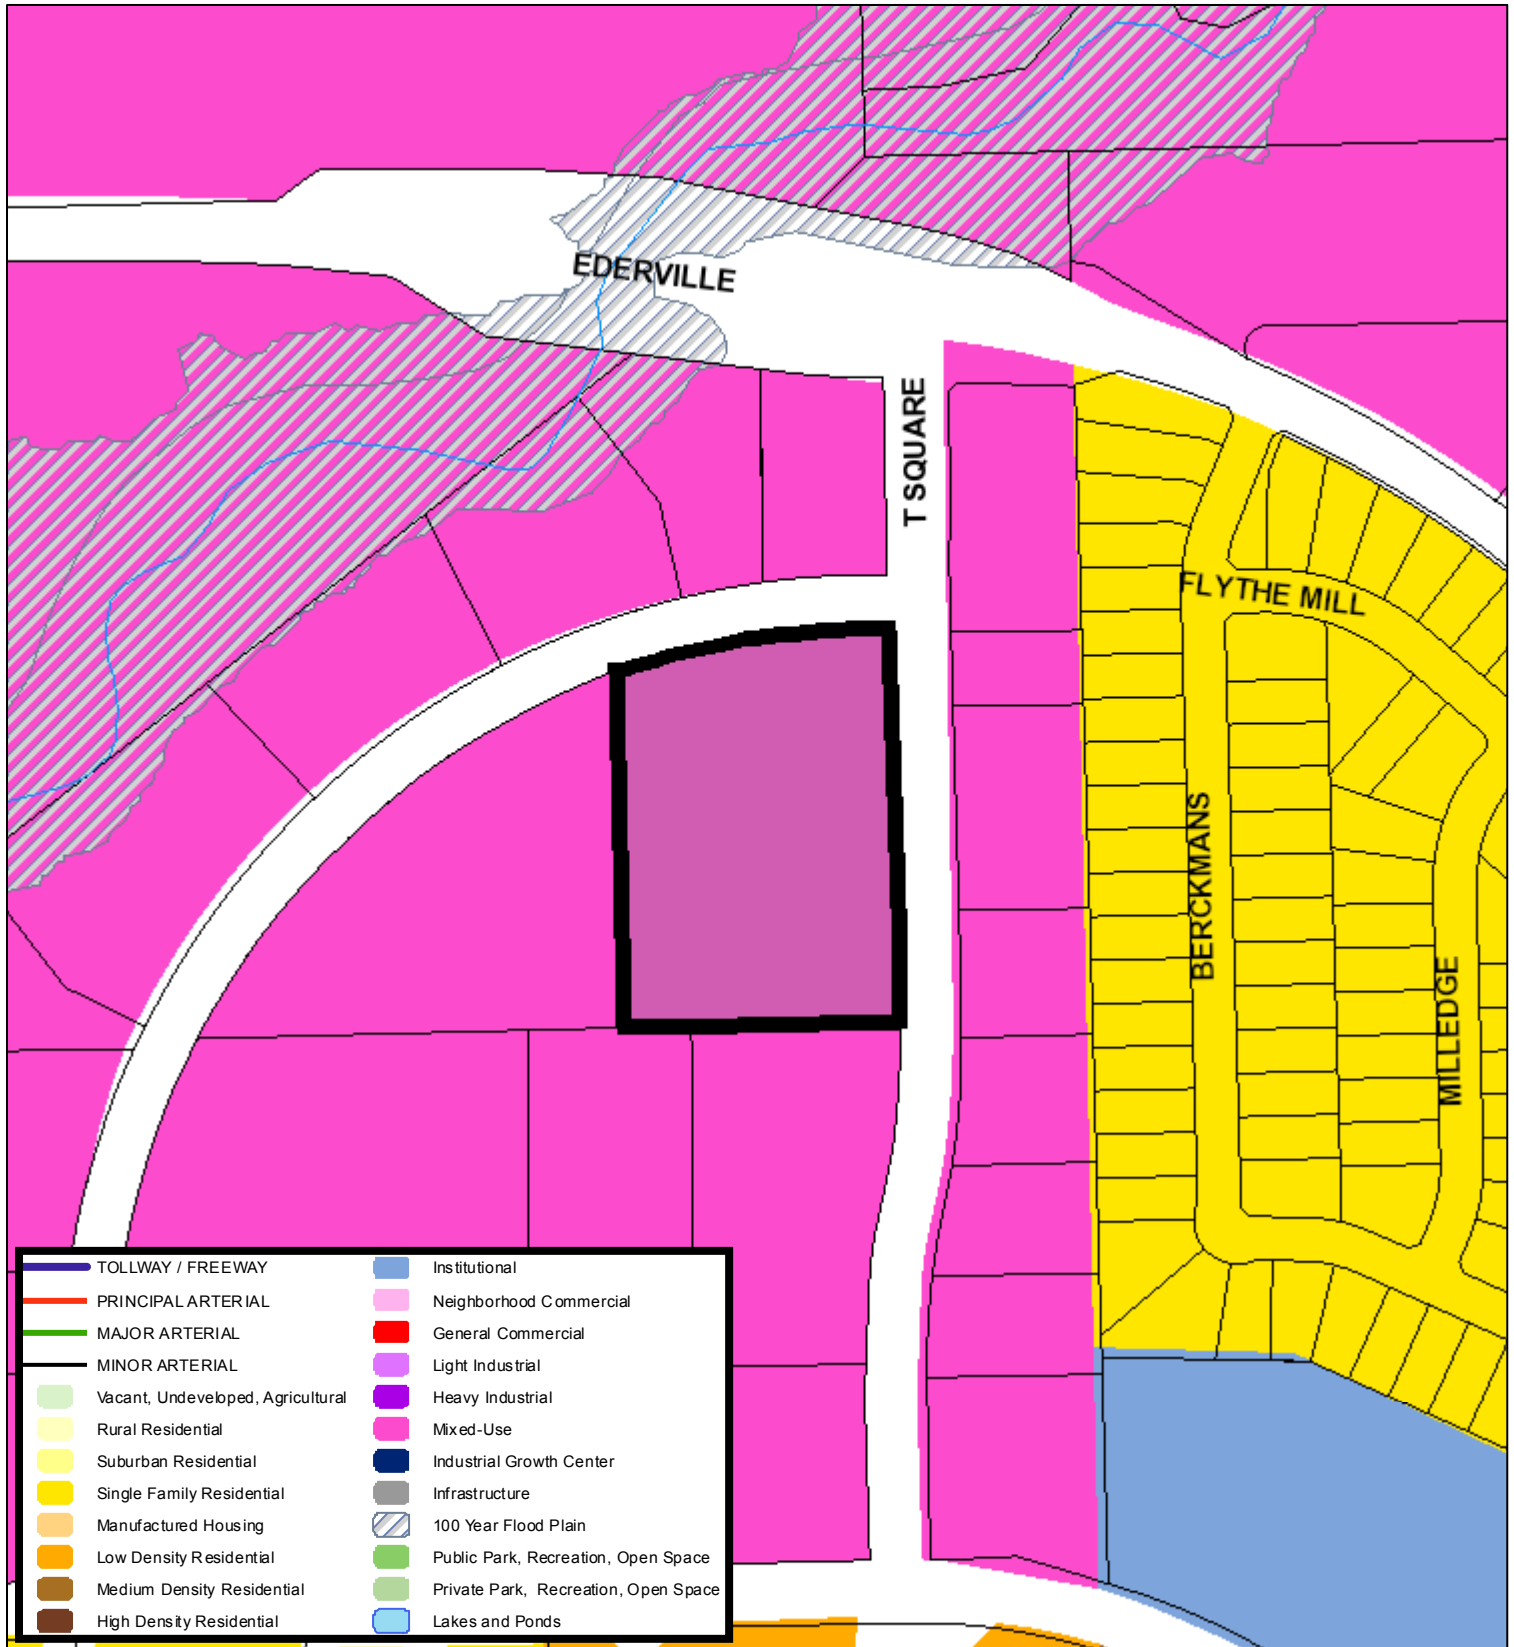 EDERVILLE
T SQUARE
FLYTHE MILL
BERCKMANS
MILLEDGE
TOLLWAY / FREEWAY
PRINCIPAL ARTERIAL
MAJOR ARTERIAL
MINOR ARTERIAL
Vacant, Undeveloped, Agricultural
Rural Residential
Suburban Residential
Single Family Residential
Manufactured Housing
Low Density Residential
Medium Density Residential
High Density Residential
Institutional
Neighborhood Commercial
General Commercial
Light Industrial
Heavy Industrial
Mixed-Use
Industrial Growth Center
Infrastructure
100 Year Flood Plain
Public Park, Recreation, Open Space
Private Park, Recreation, Open Space
Lakes and Ponds